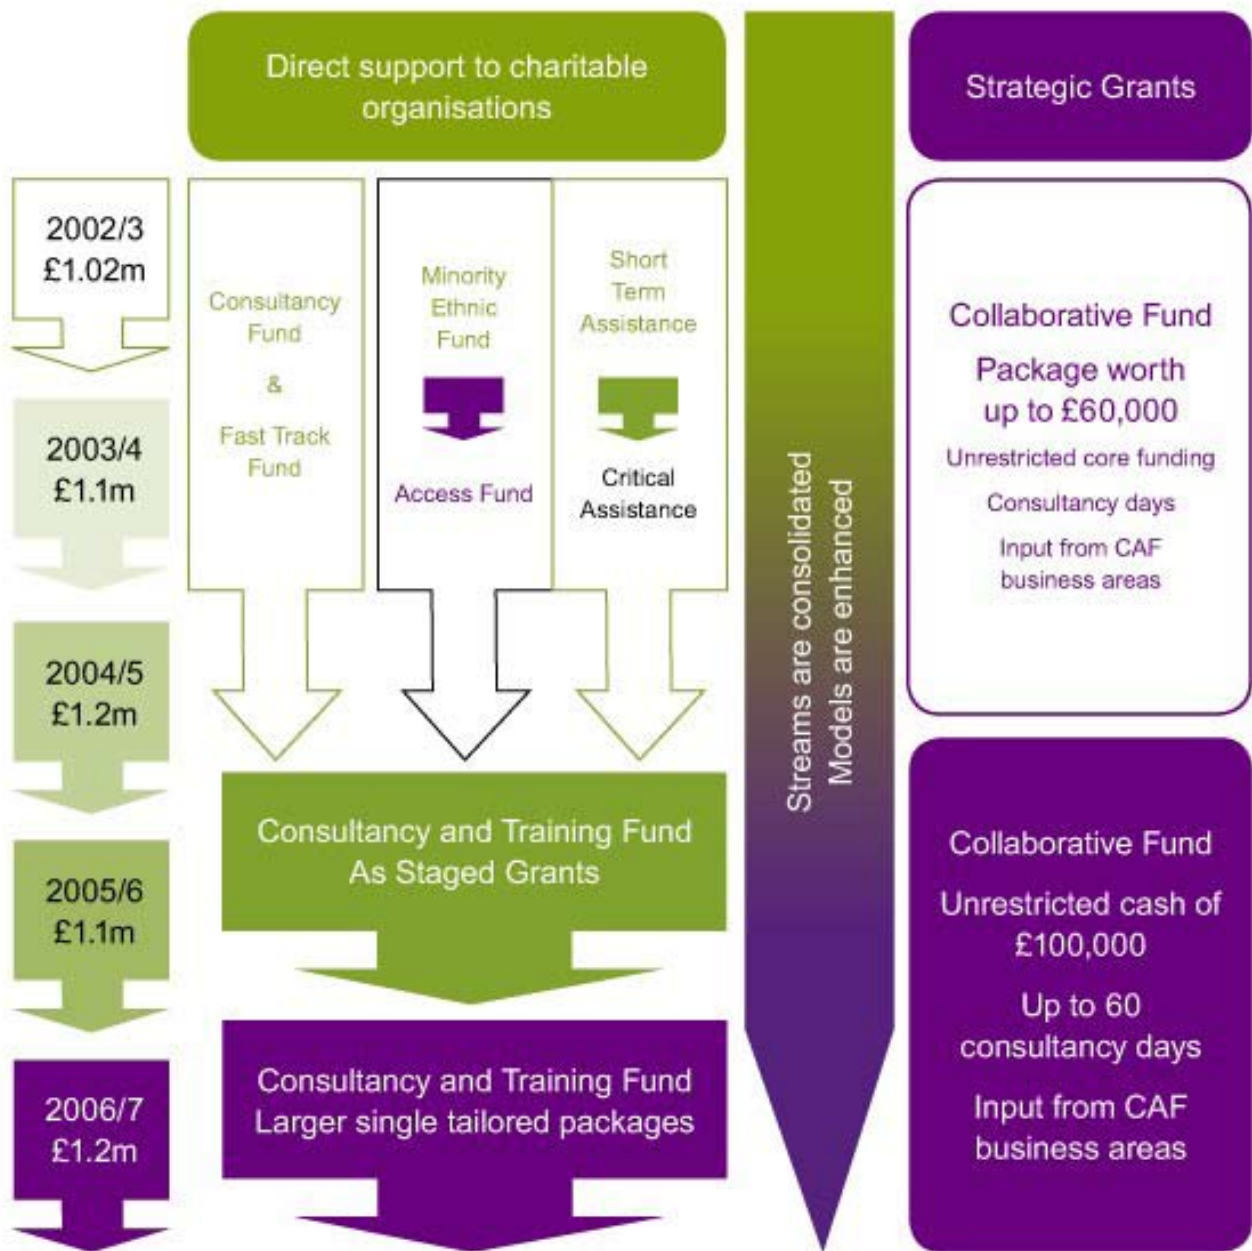 Direct support to charitable
organisations
Strategic Grants
2002/3
£1.02m
2003/4
£1.1m
2004/5
£1.2m
2005/6
£1.1m
2006/7
£1.2m
Consultancy
Fund
&
Fast Track
Fund
Minority
Ethnic
Fund
Access Fund
Short
Term
Assistance
Critical
Assistance
Consultancy and Training Fund
As Staged Grants
Consultancy and Training Fund
Larger single tailored packages
Streams are consolidated
Models are enhanced
Collaborative Fund
Package worth
up to £60,000
Unrestricted core funding
Consultancy days
Input from CAF
business areas
Collaborative Fund
Unrestricted cash of
£100,000
Up to 60
consultancy days
Input from CAF
business areas